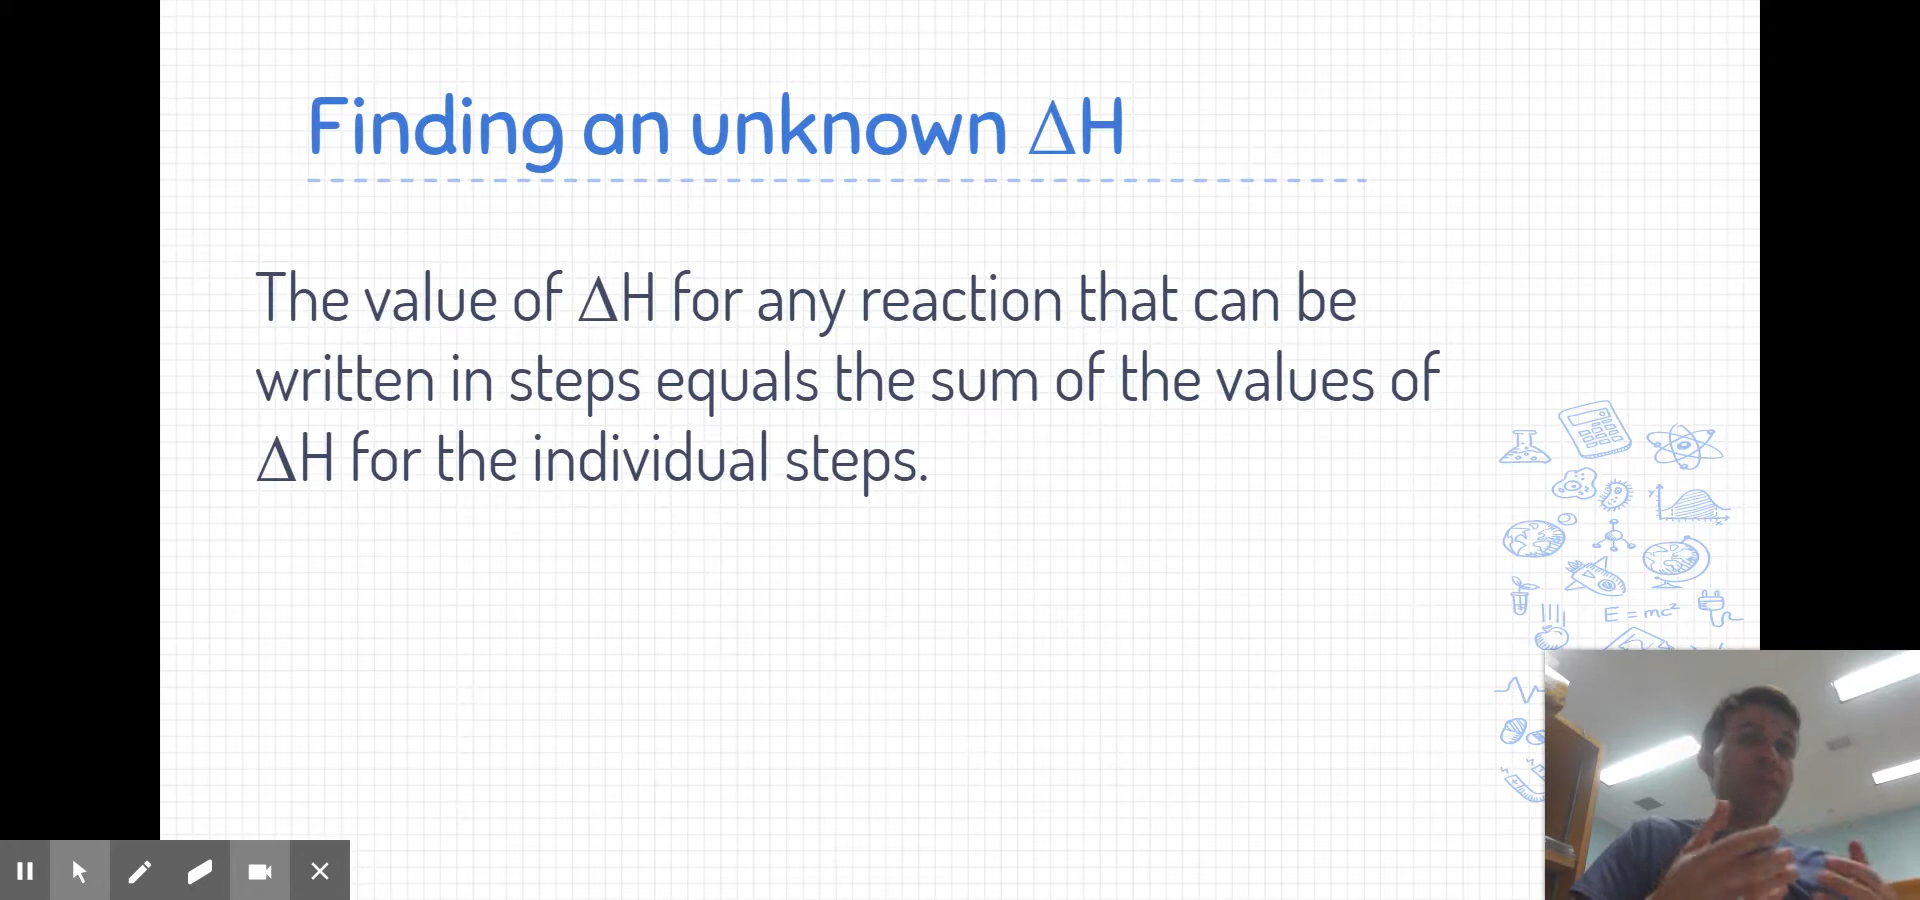 Finding an unknown ΔH
The value of ΔH for any reaction that can be
written in steps equals the sum of the values of
ΔH for the individual steps.
E = mc²